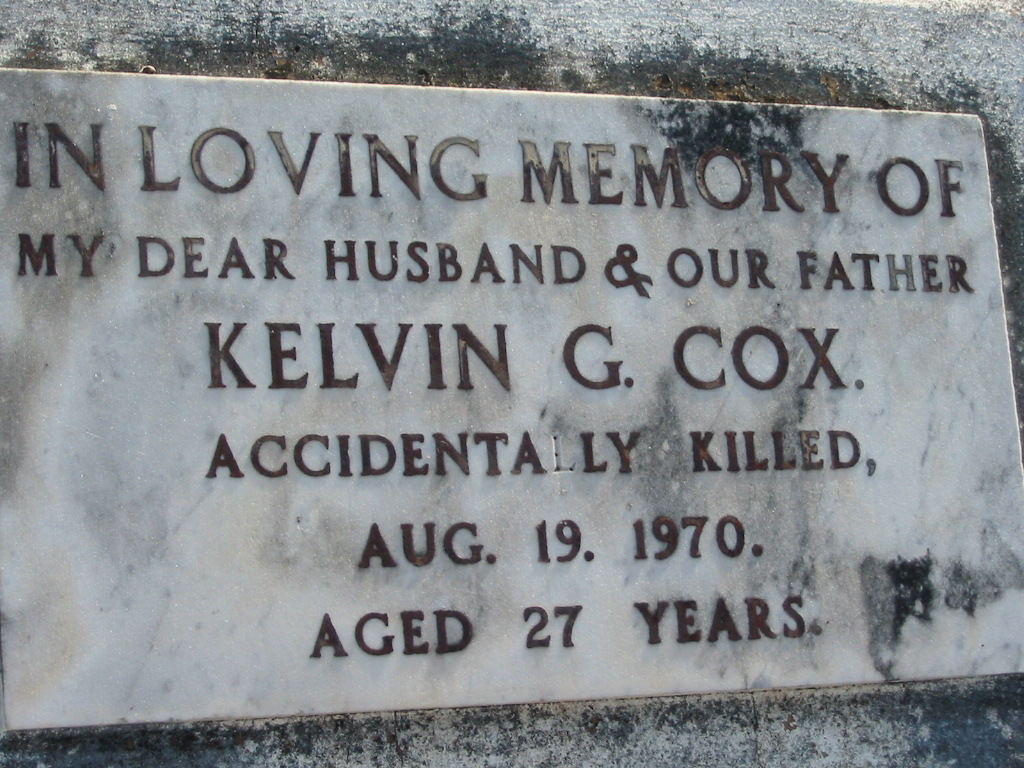 IN LOVING MEMORY OF
MY DEAR HUSBAND & OUR FATHER
KELVIN G. COX.
ACCIDENTALLY KILLED,
AUG. 19. 1970.
AGED 27 YEARS.